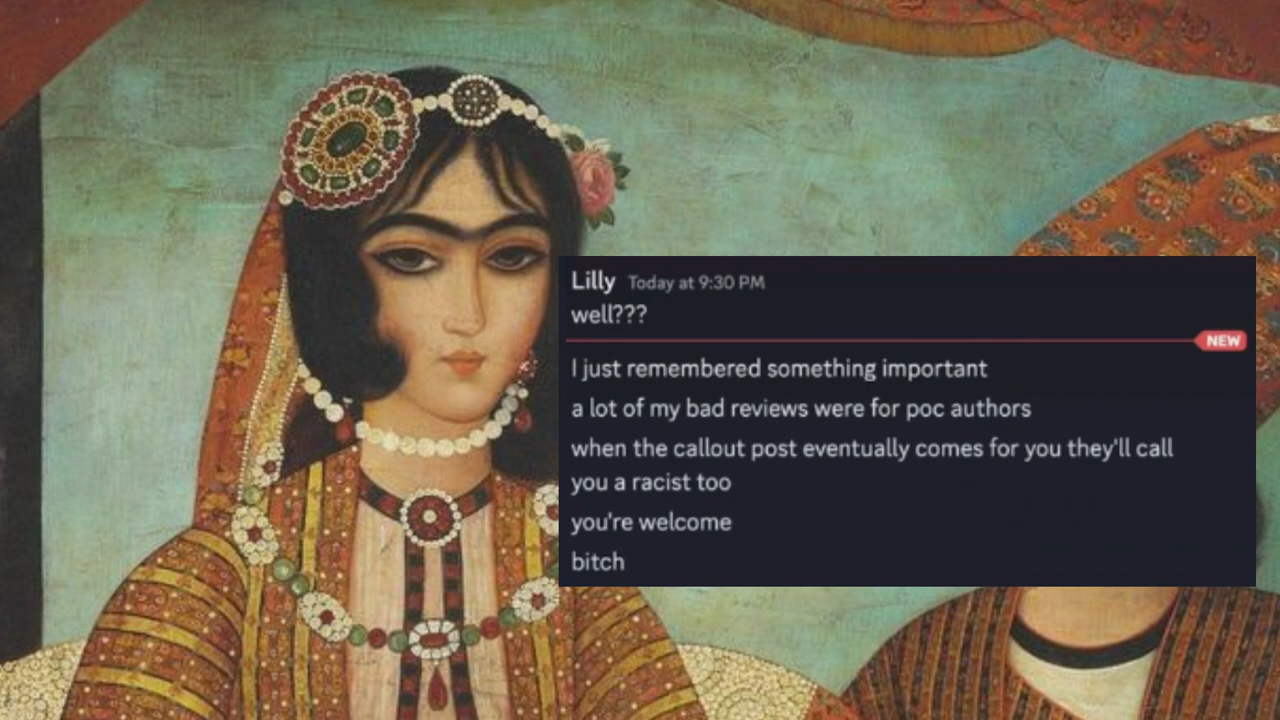 Lilly Today at 9:30 PM
well???
NEW
I just remembered something important
a lot of my bad reviews were for poc authors
when the callout post eventually comes for you they'll call
you a racist too
you're welcome
bitch